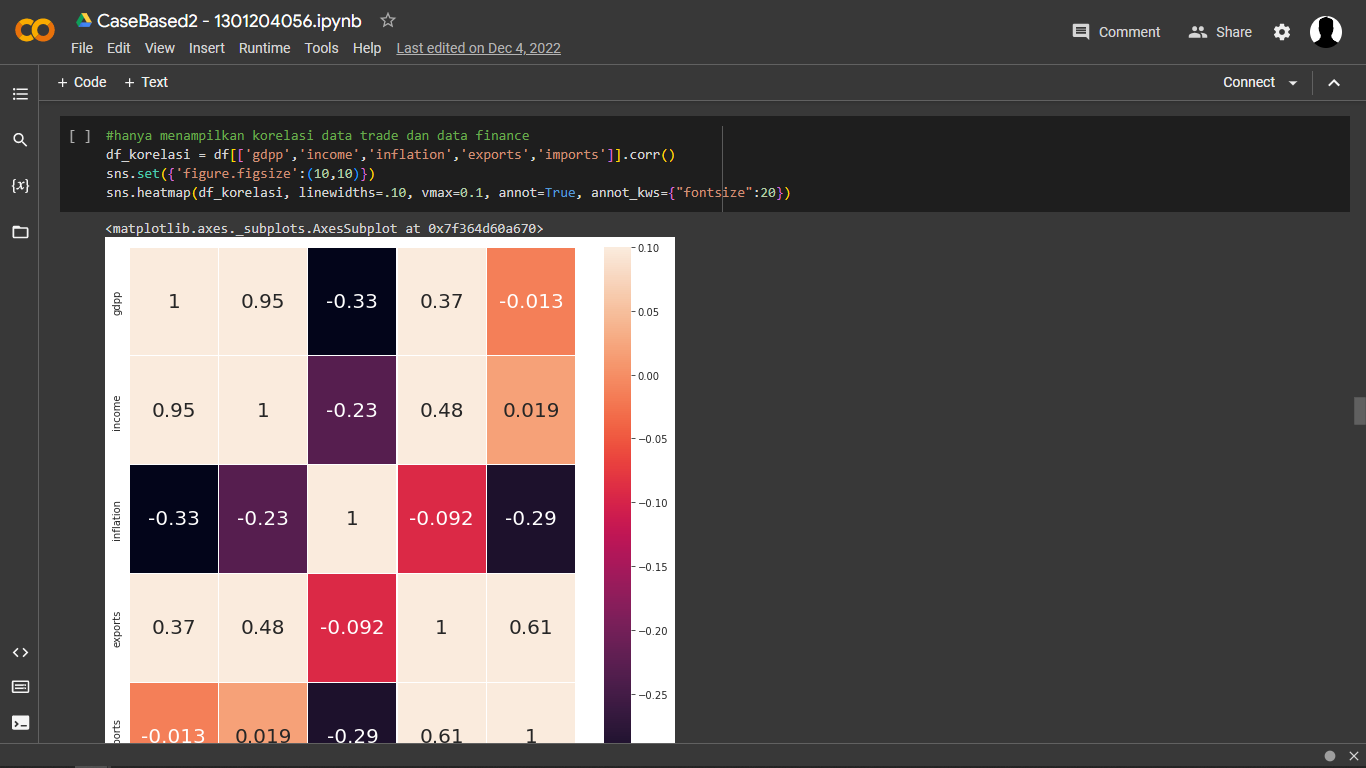 CaseBased2 - 1301204056.ipynb
File Edit View Insert Runtime Tools Help Last edited on Dec 4, 2022
Comment Share
+ Code + Text
Connect
[ ] #hanya menampilkan korelasi data trade dan data finance
df_korelasi = df[['gdpp','income','inflation','exports','imports']].corr()
sns.set({'figure.figsize':(10,10)})
sns.heatmap(df_korelasi, linewidths=.10, vmax=0.1, annot=True, annot_kws={"fontsize":20})
{x}
<matplotlib.axes._subplots.AxesSubplot at 0x7f364d60a670>
gdpp 1 0.95 -0.33 0.37 -0.013
income 0.95 1 -0.23 0.48 0.019
inflation -0.33 -0.23 1 -0.092 -0.29
exports 0.37 0.48 -0.092 1 0.61
-0.013 0.019 -0.29 0.61 1
0.10
0.05
0.00
−0.05
−0.10
−0.15
−0.20
−0.25